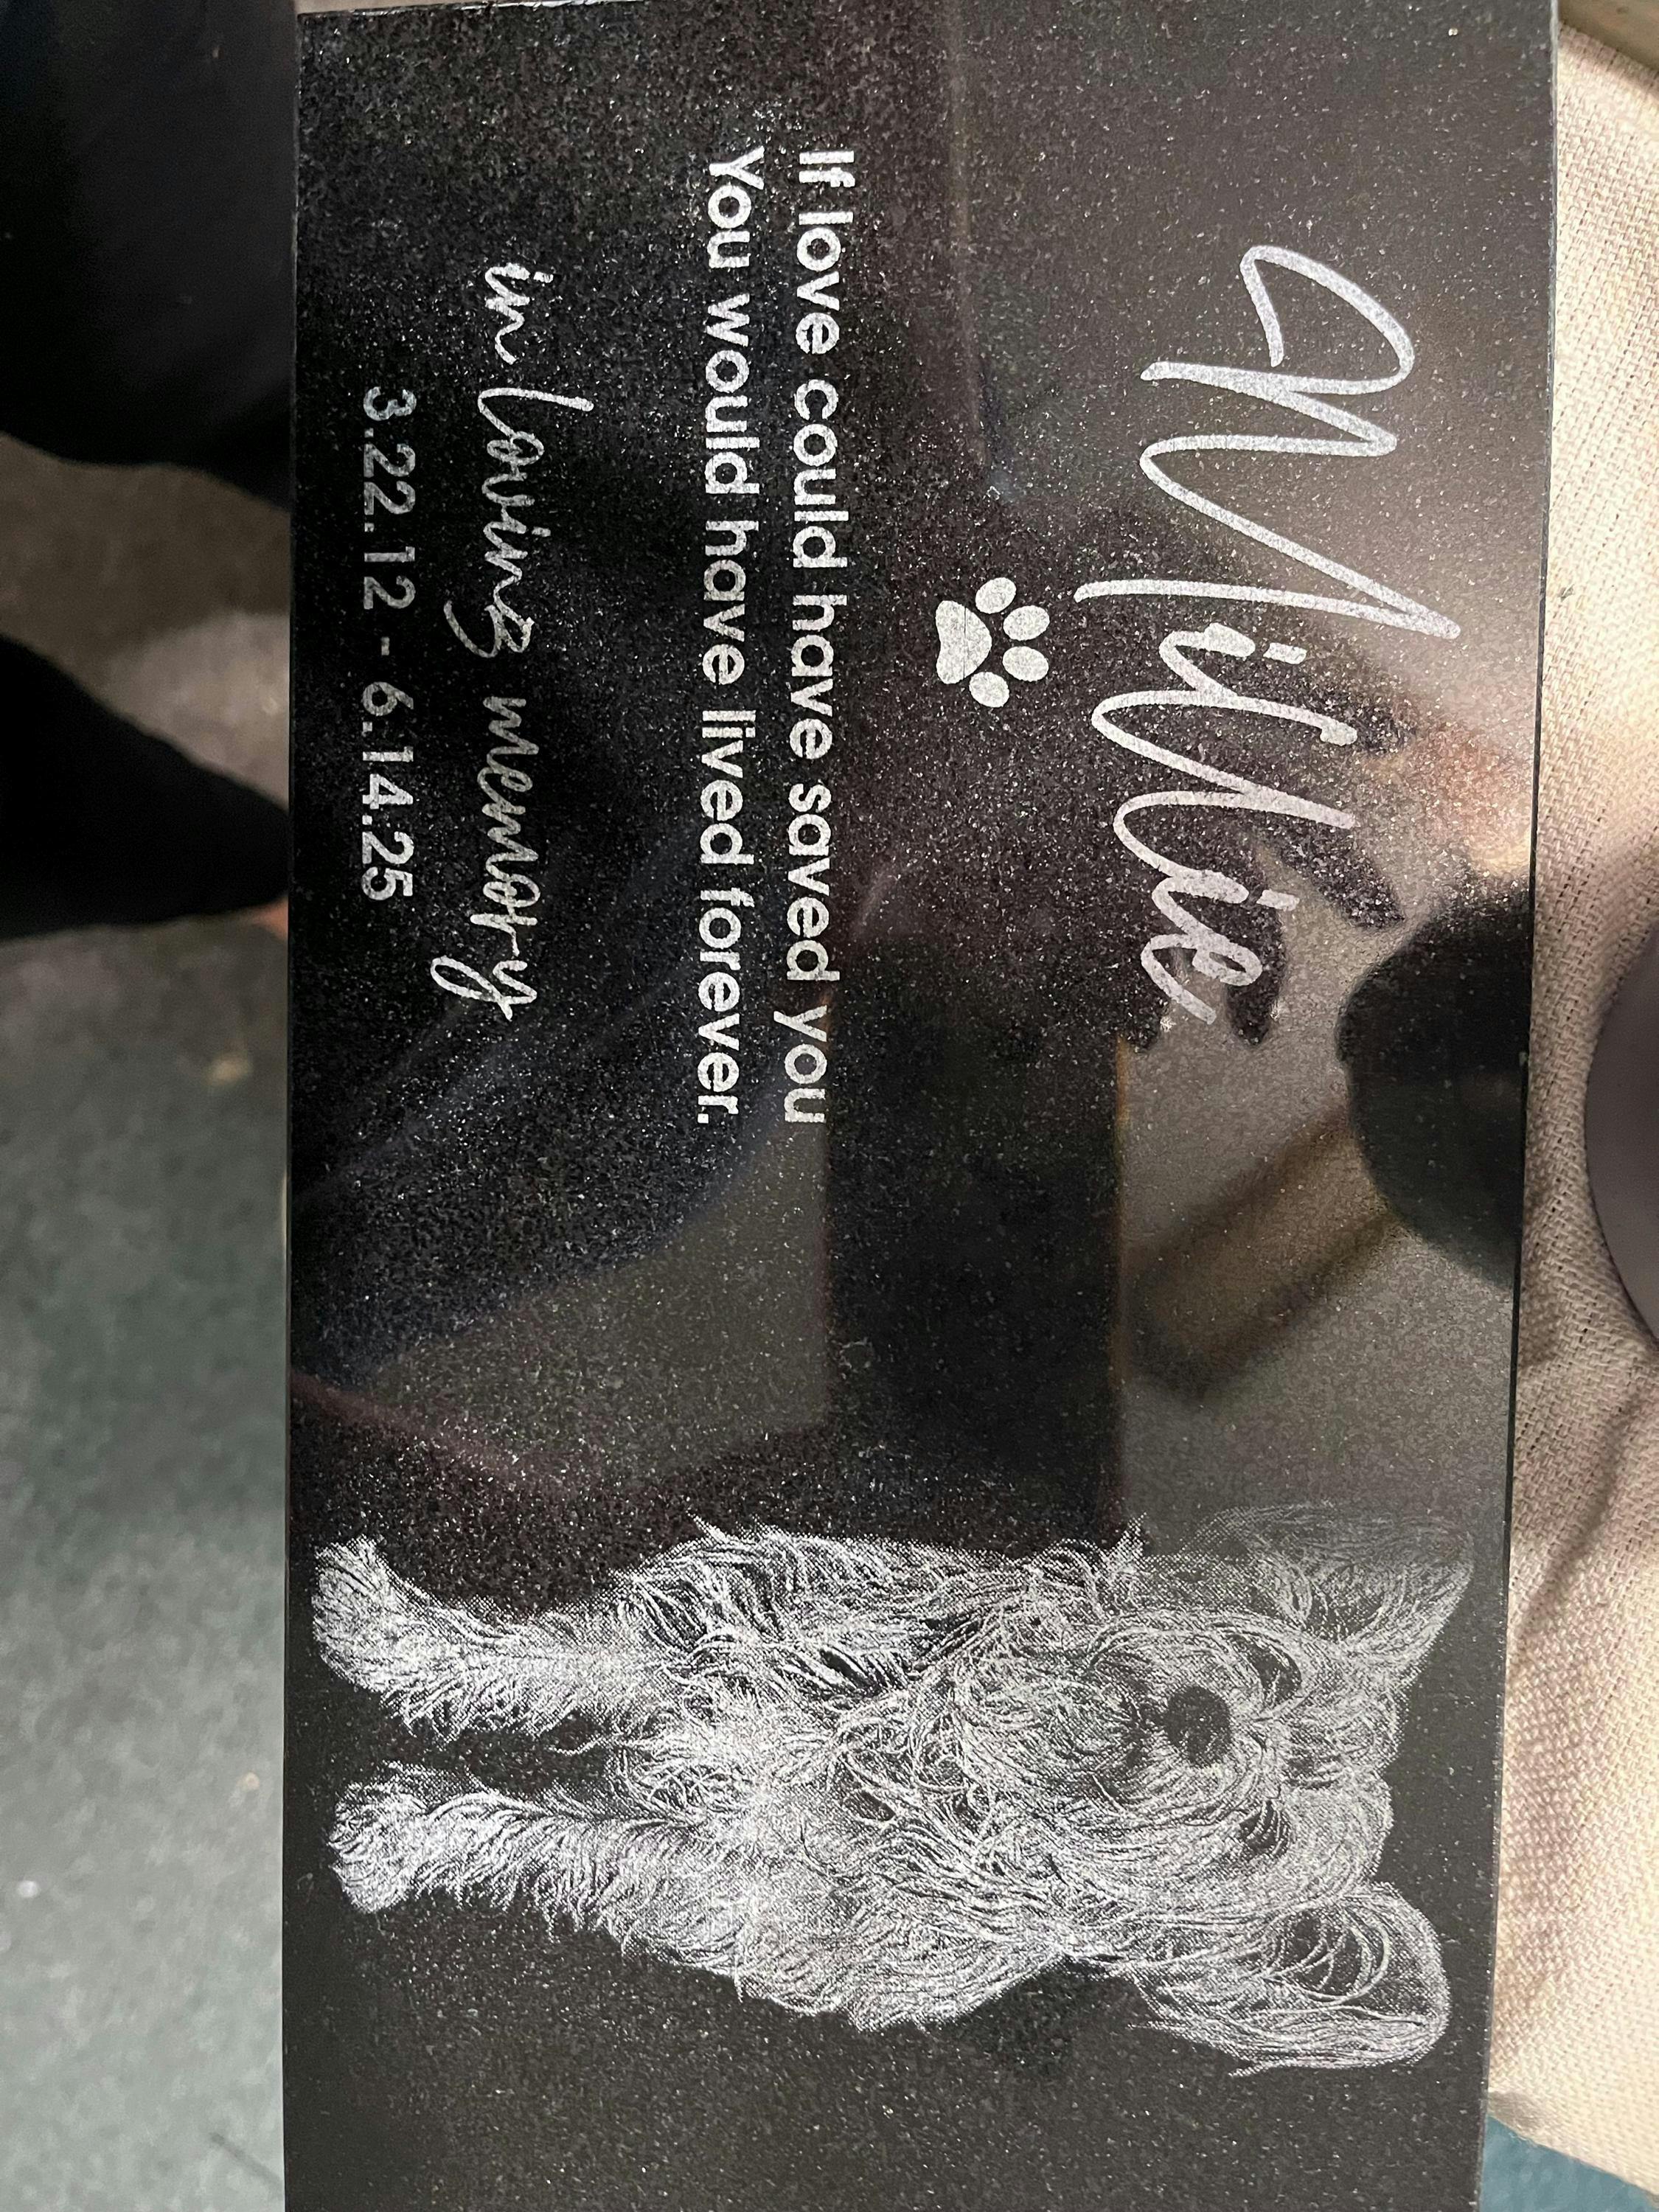 Millie
If love could have saved you
You would have lived forever.
in loving memory
3.22.12 - 6.14.25